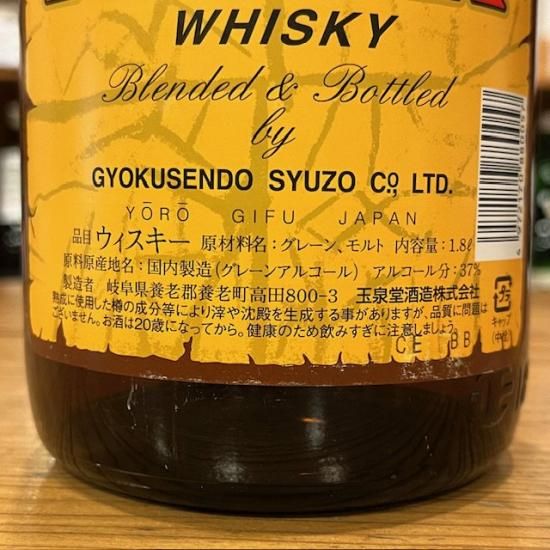 WHISKY
Blended & Bottled
by
GYOKUSENDO SYUZO Co., LTD.
YŌRŌ GIFU JAPAN
品目 ウィスキー 原材料名:グレーン、モルト 内容量:1.8ℓ
原料原産地名:国内製造(グレーンアルコール) アルコール分:37%
製造者 岐阜県養老郡養老町高田800-3 玉泉堂酒造株式会社
熟成に使用した樽の成分等により滓や沈殿を生成する事がありますが、品質に問題は
ございません。お酒は20歳になってから。健康のため飲みすぎに注意しましょう。
プラ
キャップ
CE BB